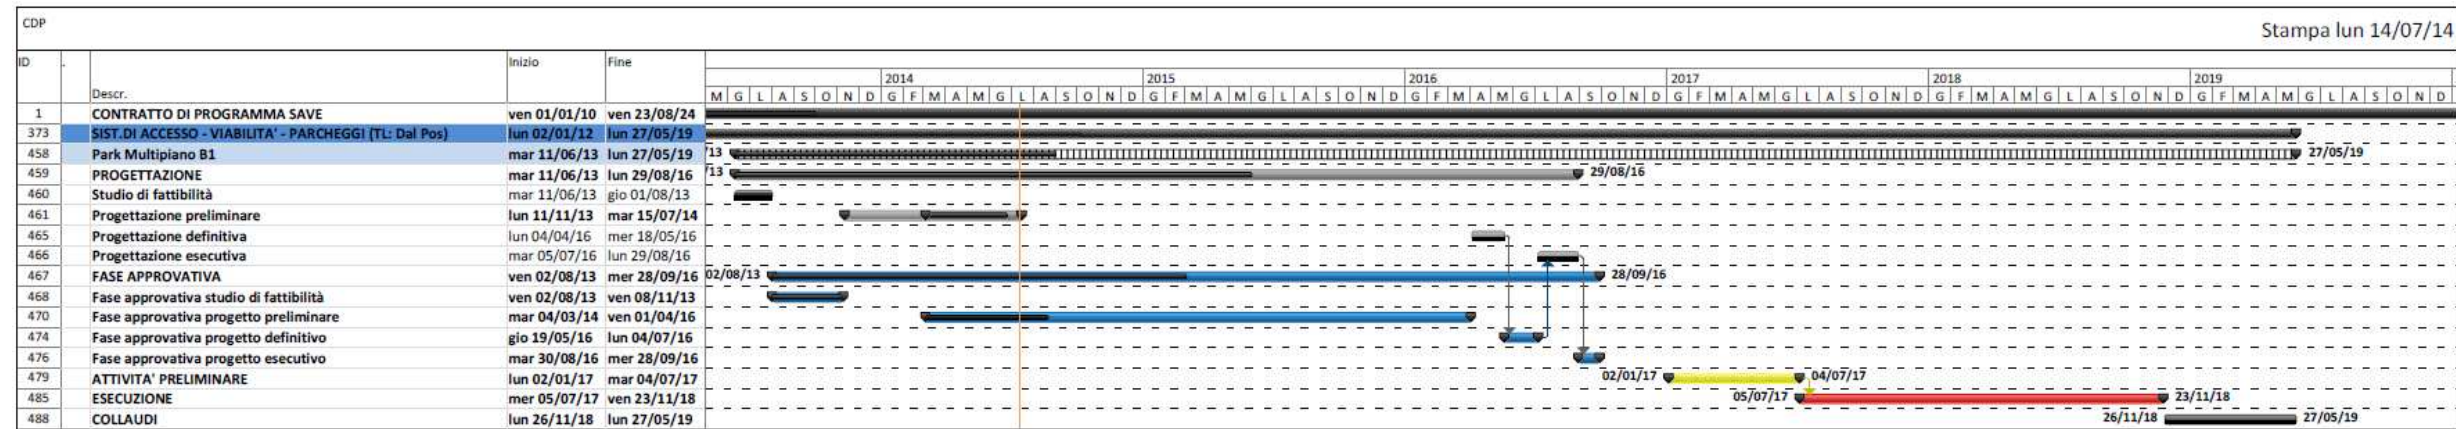 CDP
Stampa lun 14/07/14
ID . Descr. Inizio Fine
2014 2015 2016 2017 2018 2019
M G L A S O N D G F M A M G L A S O N D G F M A M G L A S O N D G F M A M G L A S O N D G F M A M G L A S O N D G F M A M G L A S O N D G F M A M G L A S O N D
1 CONTRATTO DI PROGRAMMA SAVE ven 01/01/10 ven 23/08/24
373 SIST.DI ACCESSO - VIABILITA' - PARCHEGGI (TL: Dal Pos) lun 02/01/12 lun 27/05/19
458 Park Multipiano B1 mar 11/06/13 lun 27/05/19 /13 27/05/19
459 PROGETTAZIONE mar 11/06/13 lun 29/08/16 /13 29/08/16
460 Studio di fattibilità mar 11/06/13 gio 01/08/13
461 Progettazione preliminare lun 11/11/13 mar 15/07/14
465 Progettazione definitiva lun 04/04/16 mer 18/05/16
466 Progettazione esecutiva mar 05/07/16 lun 29/08/16
467 FASE APPROVATIVA ven 02/08/13 mer 28/09/16 02/08/13 28/09/16
468 Fase approvativa studio di fattibilità ven 02/08/13 ven 08/11/13
470 Fase approvativa progetto preliminare mar 04/03/14 ven 01/04/16
474 Fase approvativa progetto definitivo gio 19/05/16 lun 04/07/16
476 Fase approvativa progetto esecutivo mar 30/08/16 mer 28/09/16
479 ATTIVITA' PRELIMINARE lun 02/01/17 mar 04/07/17 02/01/17 04/07/17
485 ESECUZIONE mer 05/07/17 ven 23/11/18 05/07/17 23/11/18
488 COLLAUDI lun 26/11/18 lun 27/05/19 26/11/18 27/05/19